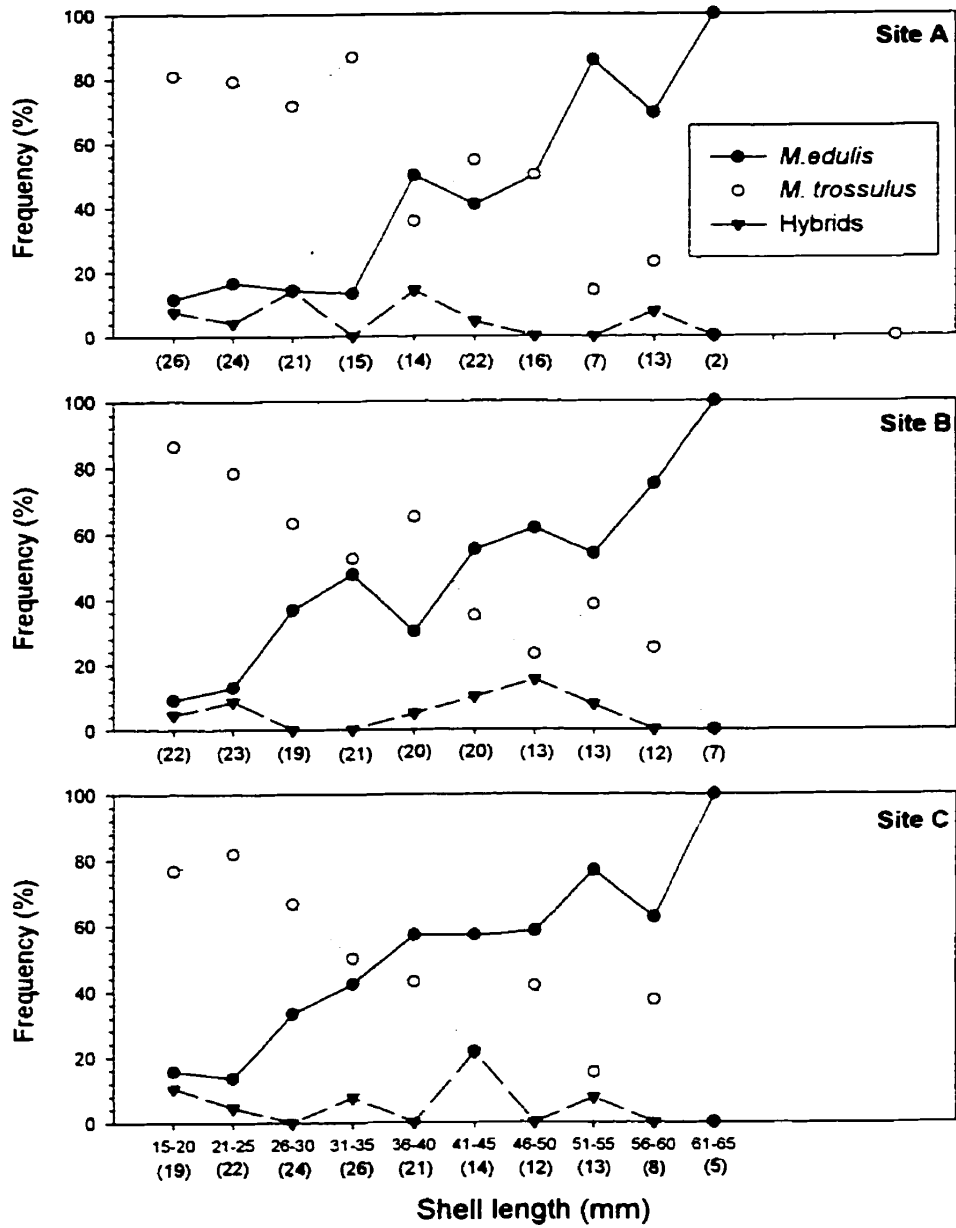 100
Site A
80
60
40
20
0
Frequency (%)
M.edulis
M. trossulus
Hybrids
(26) (24) (21) (15) (14) (22) (16) (7) (13) (2)
100
Site B
80
60
40
20
0
Frequency (%)
(22) (23) (19) (21) (20) (20) (13) (13) (12) (7)
100
Site C
80
60
40
20
0
Frequency (%)
15-20 21-25 26-30 31-35 36-40 41-45 46-50 51-55 56-60 61-65
(19) (22) (24) (26) (21) (14) (12) (13) (8) (5)
Shell length (mm)